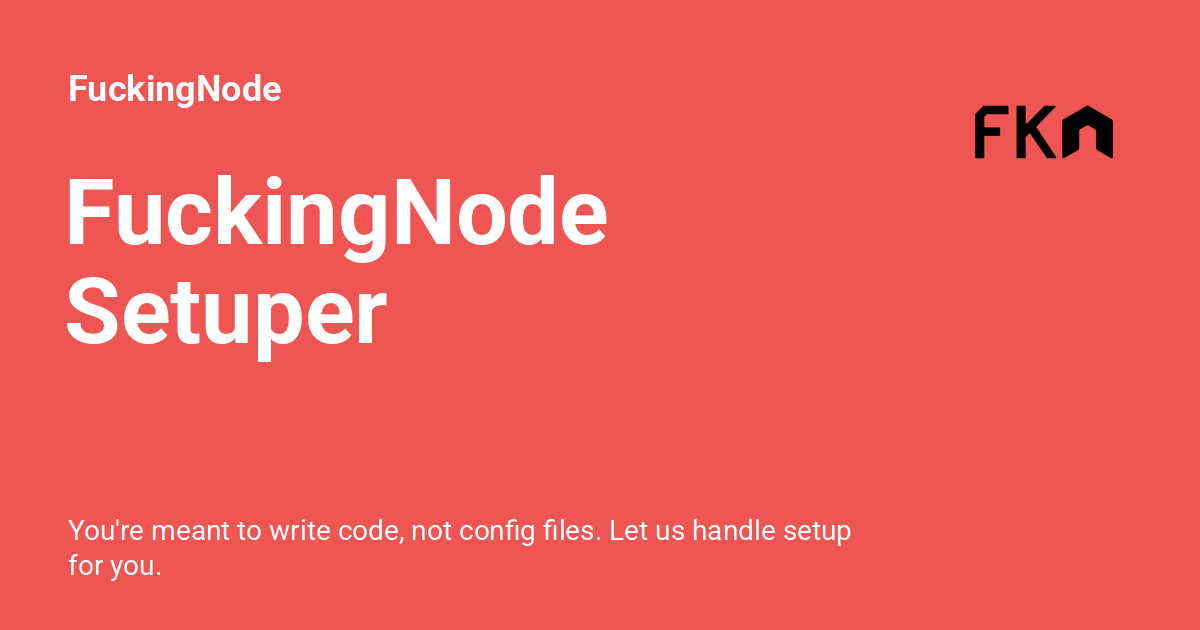 FuckingNode
FKn
FuckingNode
Setuper
You're meant to write code, not config files. Let us handle setup
for you.